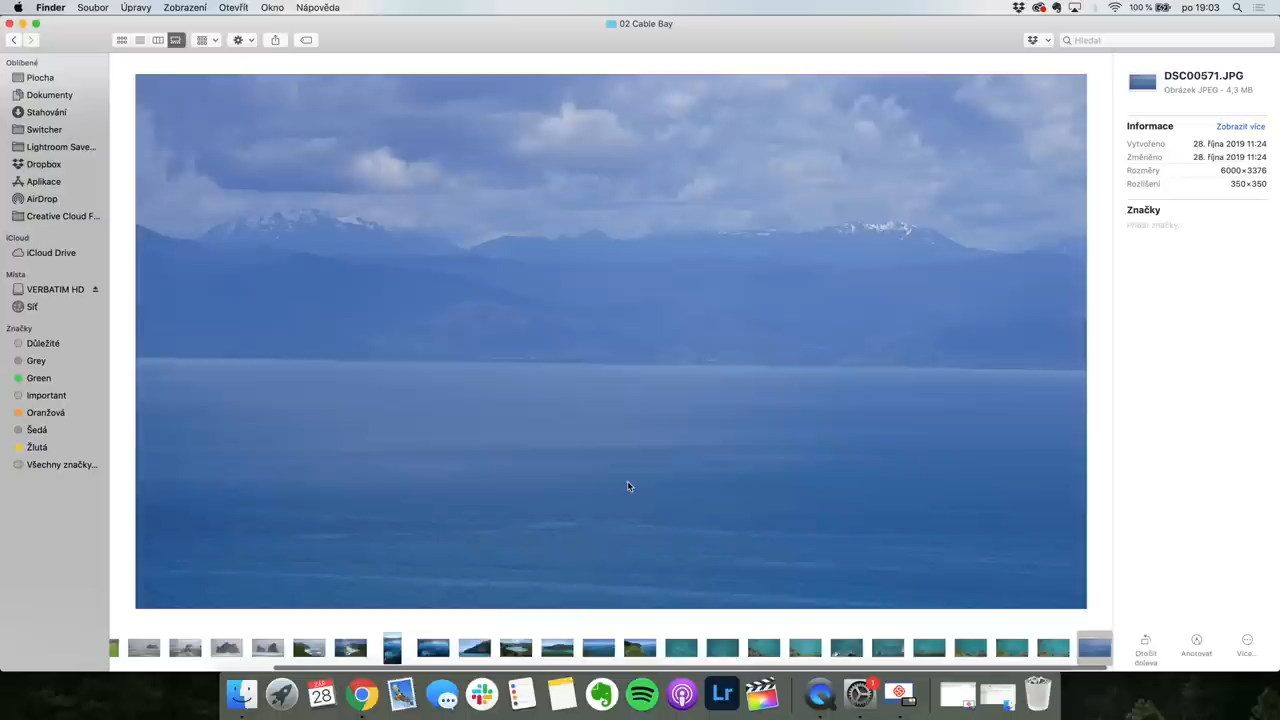 Finder Soubor Úpravy Zobrazení Otevřít Okno Nápověda 100 % po 19:03
02 Cable Bay
Hledat
Oblíbené
Plocha
Dokumenty
Stahování
Switcher
Lightroom Save...
Dropbox
Aplikace
AirDrop
Creative Cloud F...
iCloud
iCloud Drive
Místa
VERBATIM HD
Síť
Značky
Důležité
Grey
Green
Important
Oranžová
Šedá
Žlutá
Všechny značky...
DSC00571.JPG
Obrázek JPEG - 4,3 MB
Informace Zobrazit více
Vytvořeno 28. října 2019 11:24
Změněno 28. října 2019 11:24
Rozměry 6000×3376
Rozlišení 350×350
Značky
Přidat značky...
Otočit doleva
Anotovat
Více...
ZÁŘ
28
Lr
1